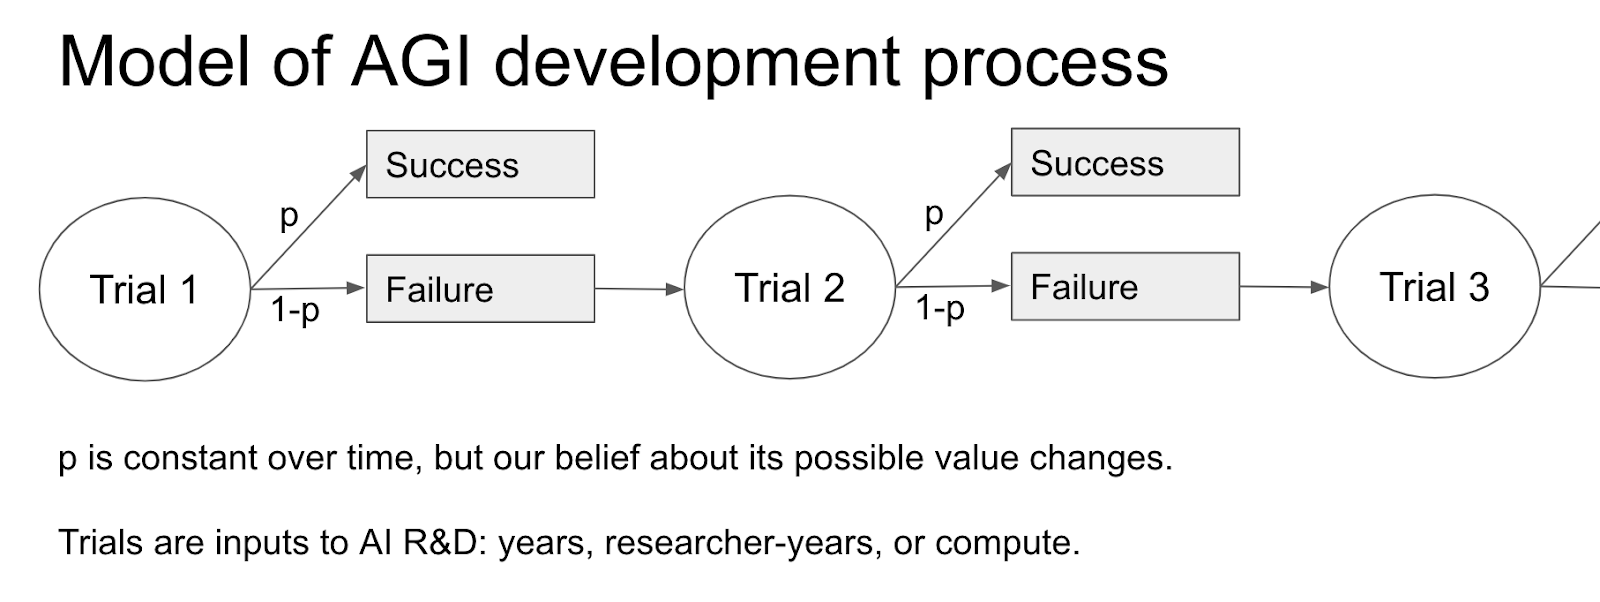 Model of AGI development process
Success
Success
p
p
Trial 1
Failure
Trial 2
Failure
Trial 3
1-p
1-p
p is constant over time, but our belief about its possible value changes.
Trials are inputs to AI R&D: years, researcher-years, or compute.